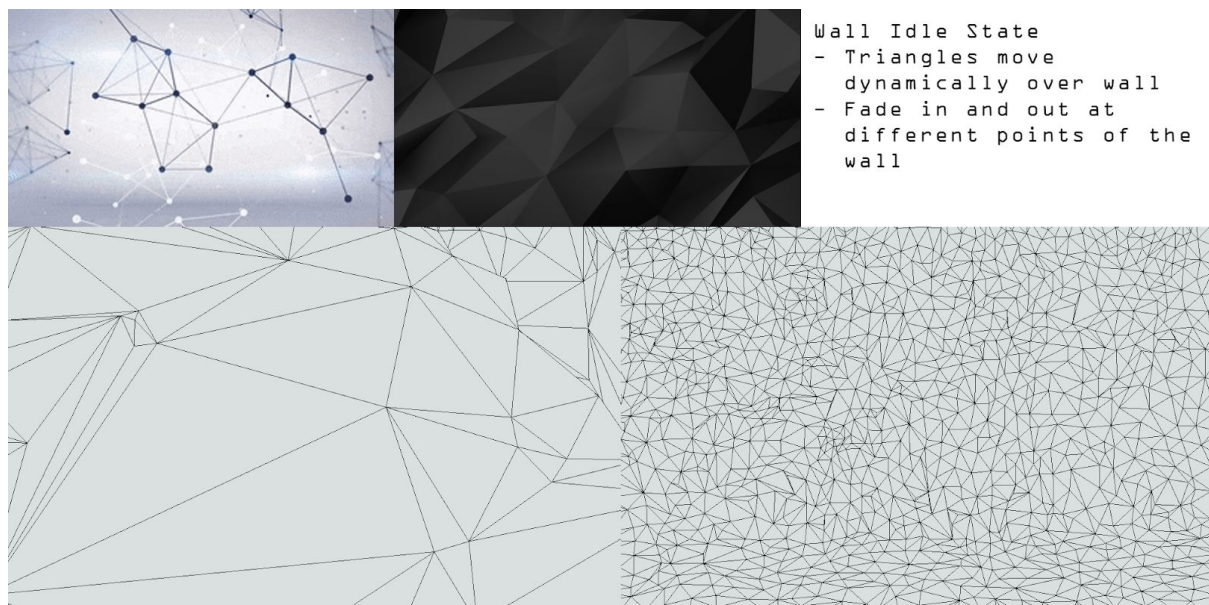 Wall Idle State
- Triangles move
dynamically over wall
- Fade in and out at
different points of the
wall